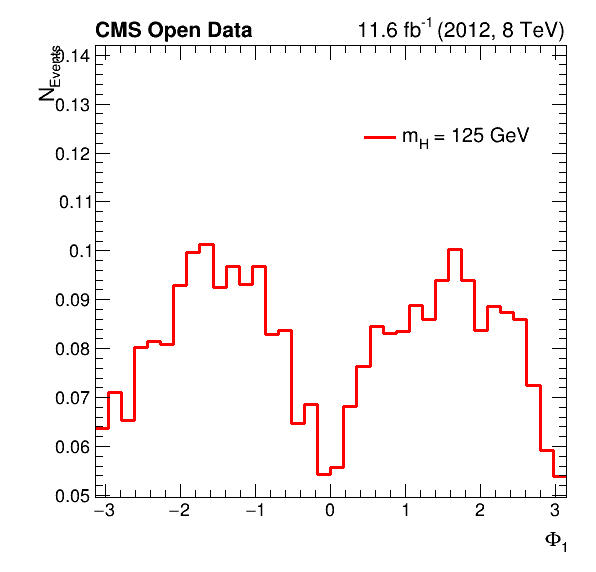 CMS Open Data
11.6 fb⁻¹ (2012, 8 TeV)
N_Events
0.14
0.13
0.12
0.11
0.1
0.09
0.08
0.07
0.06
0.05
m_H = 125 GeV
−3 −2 −1 0 1 2 3
Φ₁